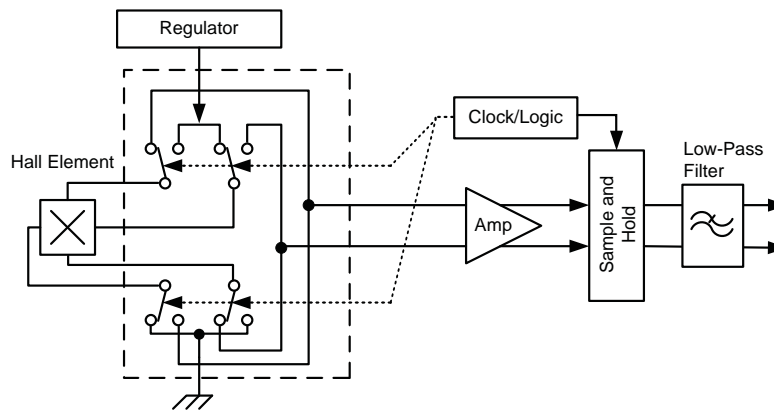 Regulator
Clock/Logic
Hall Element
Low-Pass
Filter
Amp
Sample and
Hold